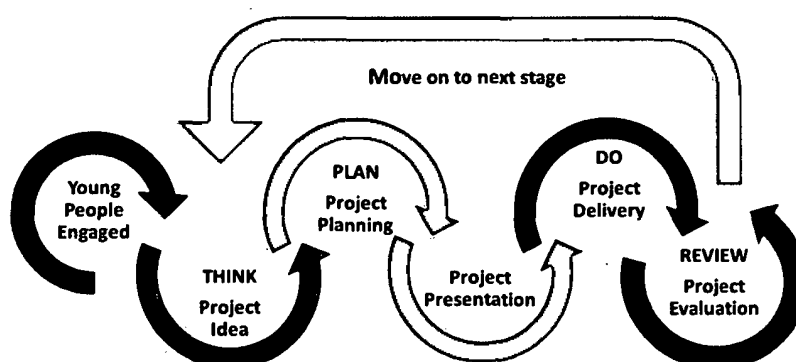 Move on to next stage
Young
People
Engaged
THINK
Project
Idea
PLAN
Project
Planning
Project
Presentation
DO
Project
Delivery
REVIEW
Project
Evaluation